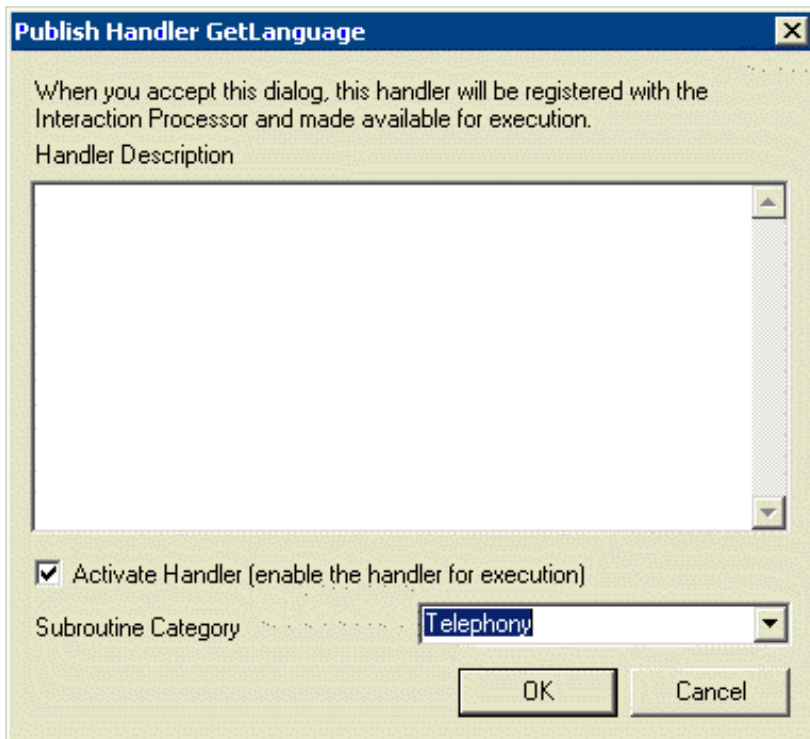 Publish Handler GetLanguage
When you accept this dialog, this handler will be registered with the
Interaction Processor and made available for execution.
Handler Description
Activate Handler (enable the handler for execution)
Subroutine Category
Telephony
OK
Cancel